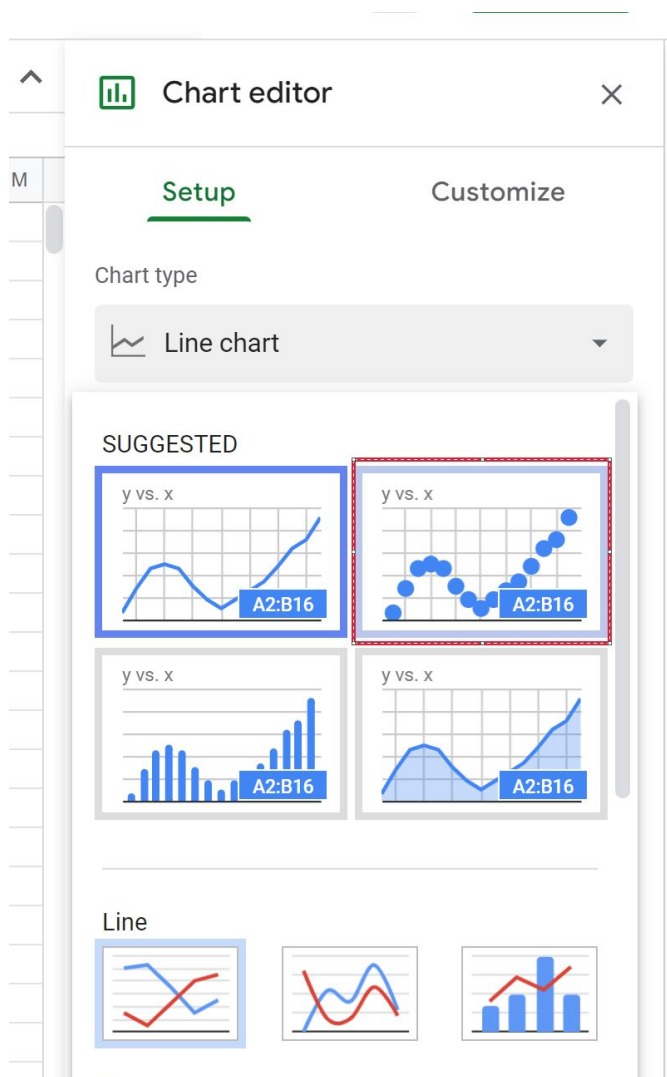 Chart editor
M
Setup Customize
Chart type
Line chart
SUGGESTED
y vs. x y vs. x
A2:B16 A2:B16
y vs. x y vs. x
A2:B16 A2:B16
Line